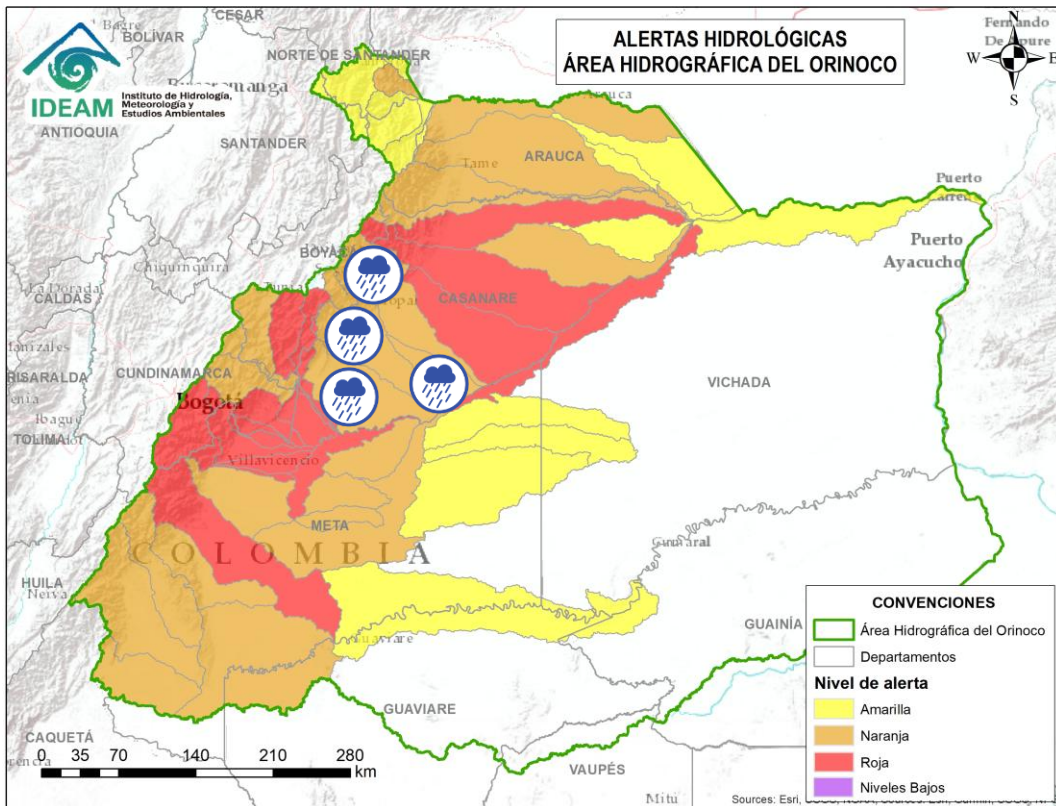 ALERTAS HIDROLÓGICAS
ÁREA HIDROGRÁFICA DEL ORINOCO
IDEAM
Instituto de Hidrología,
Meteorología y
Estudios Ambientales
N
W
E
S
CESAR
BOLÍVAR
NORTE DE SANTANDER
Fernando
ANTIOQUIA
SANTANDER
Tame
ARAUCA
Puerto
Puerto
Ayacucho
Chiquinquira
La Dorada
CALDAS
CASANARE
RISARALDA
CUNDINAMARCA
VICHADA
Bogotá
TOLIMA
Villavicencio
META
COLOMBIA
HUILA
Neiva
GUAINÍA
GUAVIARE
CAQUETÁ
VAUPÉS
Mitú
0 35 70 140 210 280
km
CONVENCIONES
Área Hidrográfica del Orinoco
Departamentos
Nivel de alerta
Amarilla
Naranja
Roja
Niveles Bajos
Sources: Esri,